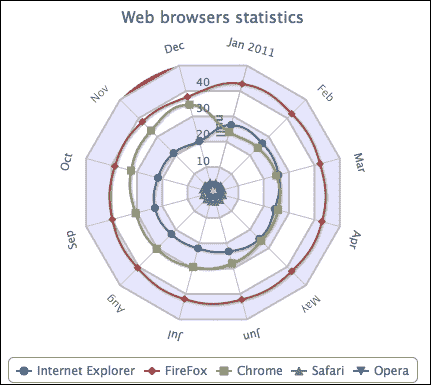 Web browsers statistics
Dec
Jan 2011
Nov
Feb
40
30
20
10
Oct
Mar
Sep
Apr
Aug
May
Jul
Jun
Internet Explorer FireFox Chrome Safari Opera